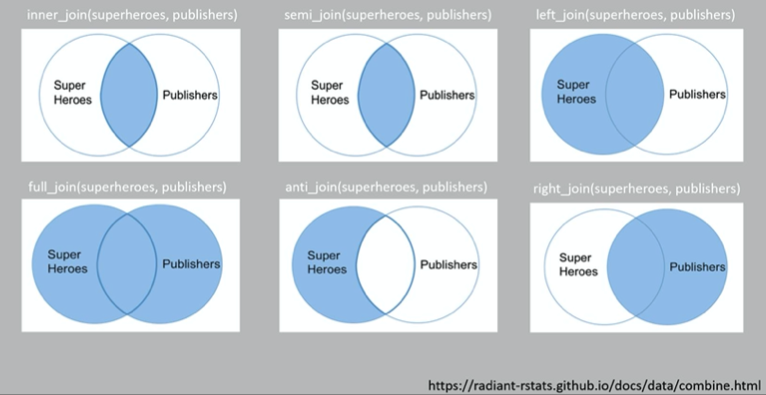 inner_join(superheroes, publishers)
semi_join(superheroes, publishers)
left_join(superheroes, publishers)
Super
Heroes
Publishers
Super
Heroes
Publishers
Super
Heroes
Publishers
full_join(superheroes, publishers)
anti_join(superheroes, publishers)
right_join(superheroes, publishers)
Super
Heroes
Publishers
Super
Heroes
Publishers
Super
Heroes
Publishers
https://radiant-rstats.github.io/docs/data/combine.html